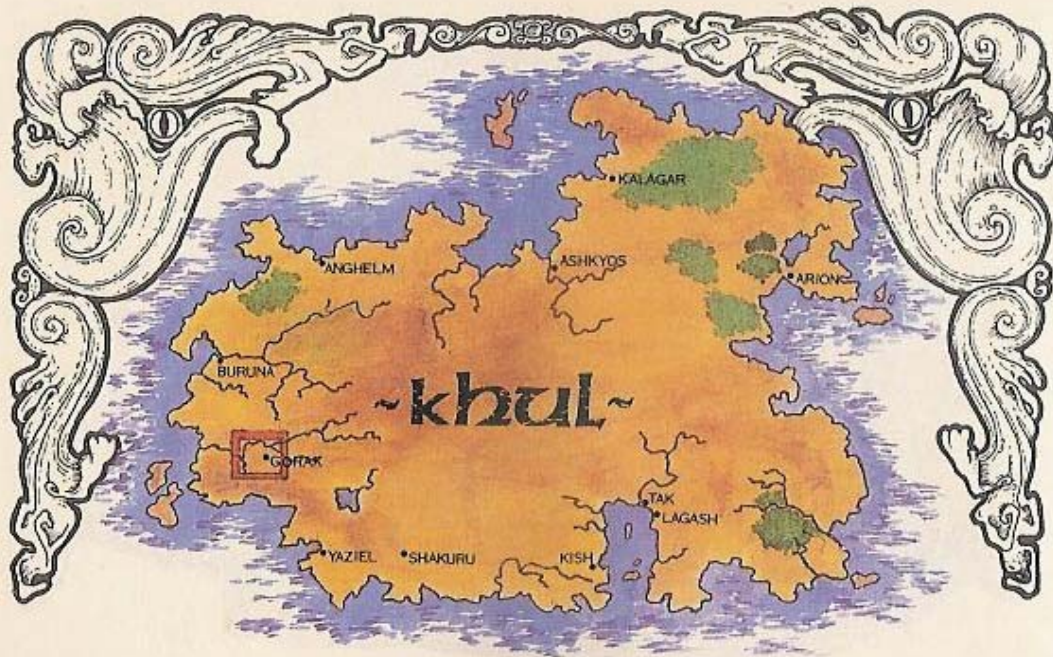 KALAGAR
ANGHELM
ASHKYOS
ARION
BURUNA
~khul~
GORAK
TAK
LAGASH
YAZIEL
SHAKURU
KISH